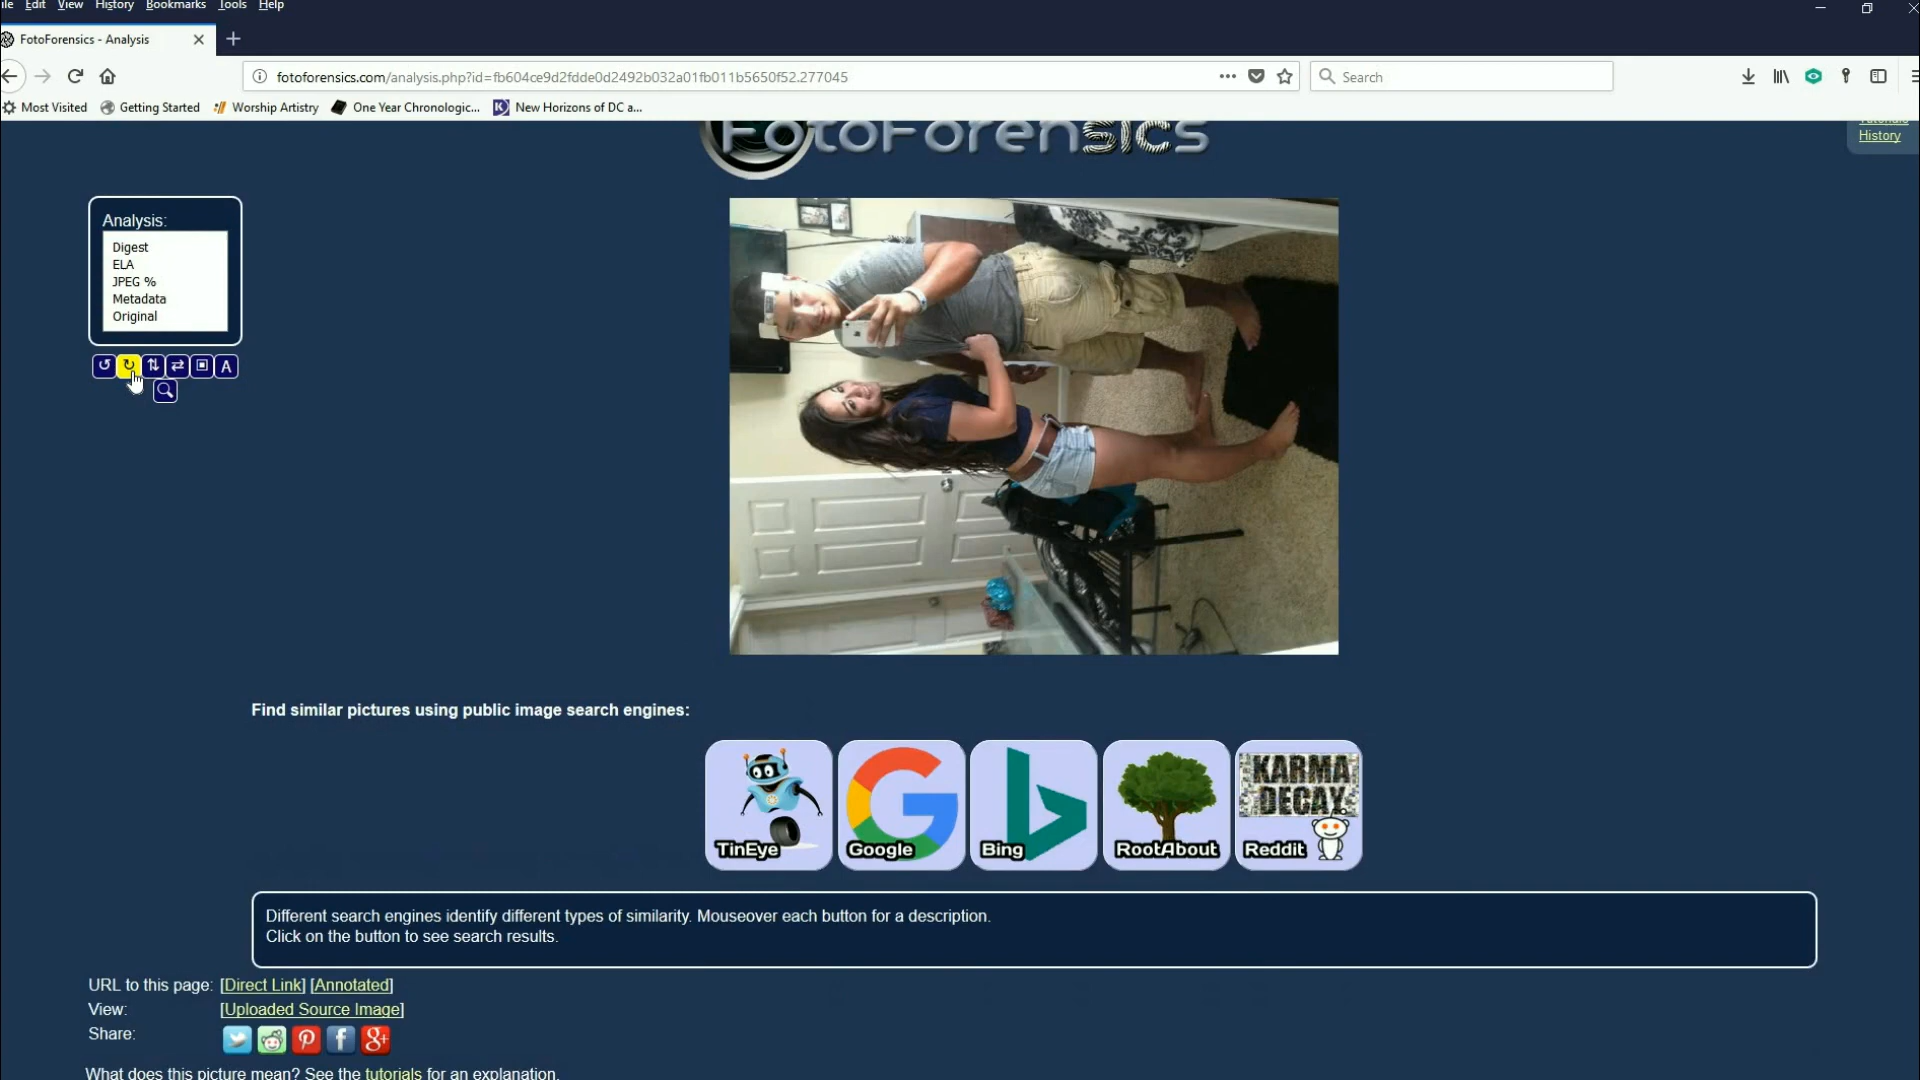 ile Edit View History Bookmarks Tools Help
FotoForensics - Analysis
fotoforensics.com/analysis.php?id=fb604ce9d2fdde0d2492b032a01fb011b5650f52.277045
Search
Most Visited Getting Started Worship Artistry One Year Chronologic... New Horizons of DC a...
FotoForensics
Tutorials
History
Analysis:
Digest
ELA
JPEG %
Metadata
Original
A
Find similar pictures using public image search engines:
TinEye Google Bing RootAbout KARMA DECAY Reddit
Different search engines identify different types of similarity. Mouseover each button for a description.
Click on the button to see search results.
URL to this page: [Direct Link] [Annotated]
View: [Uploaded Source Image]
Share:
What does this picture mean? See the tutorials for an explanation.